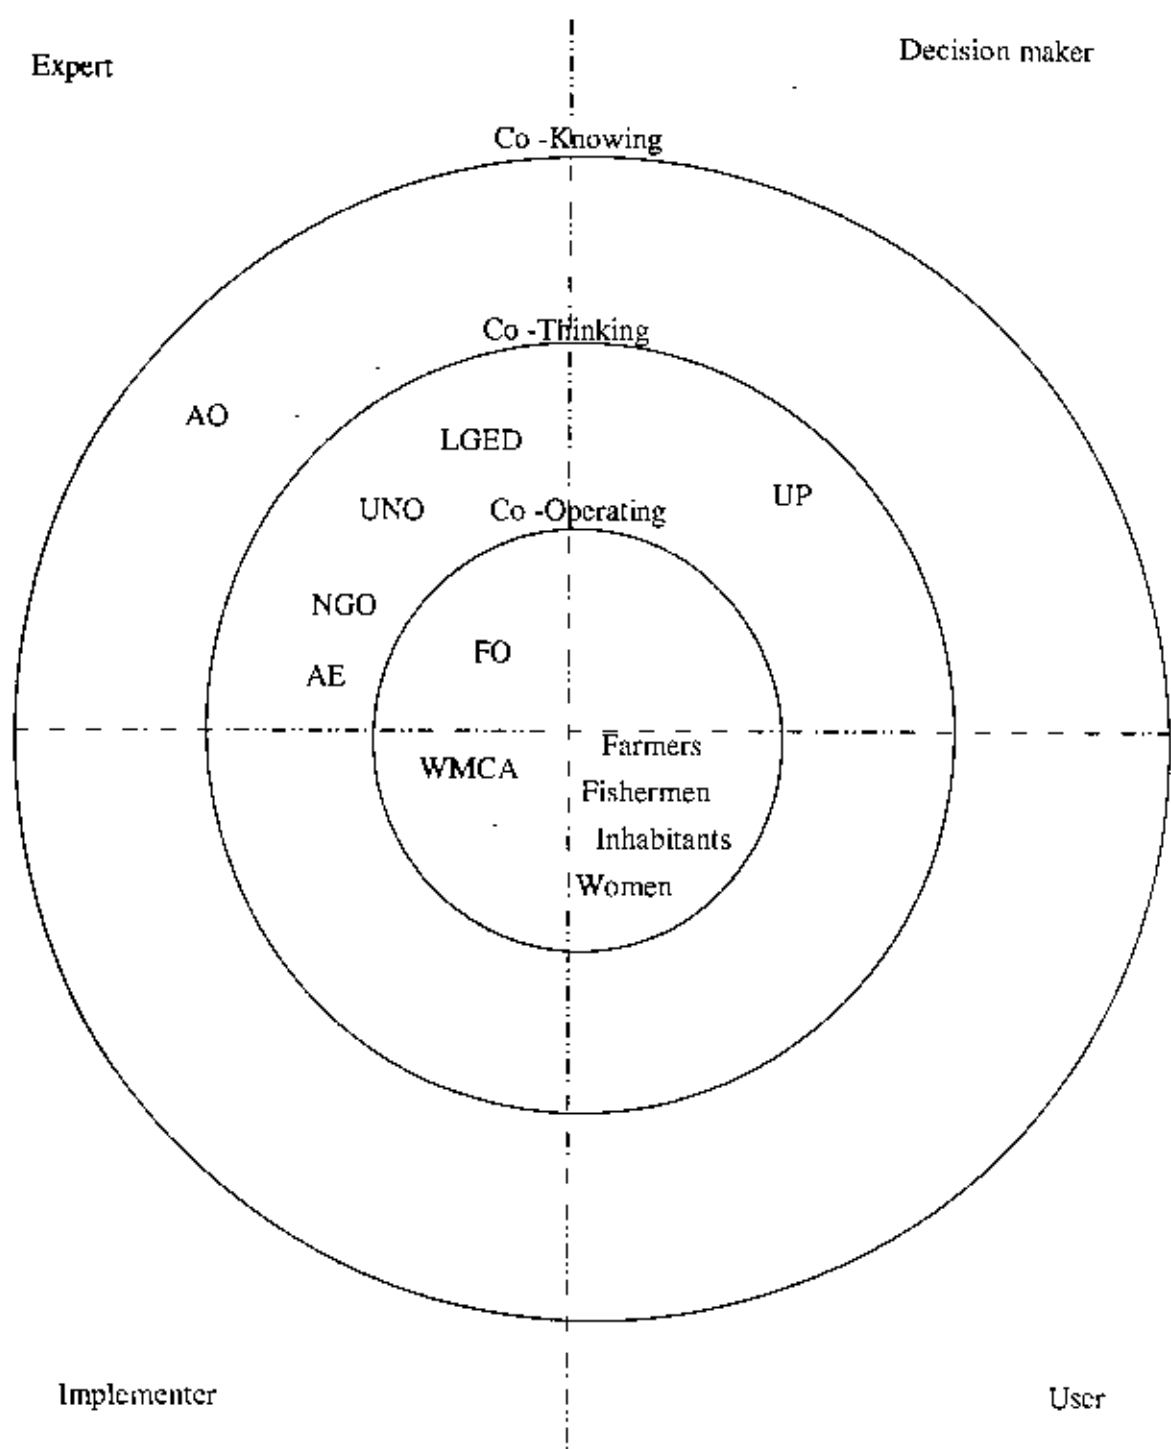 Expert
Decision maker
Co -Knowing
Co -Thinking
AO
LGED
UNO
Co -Operating
UP
NGO
FO
AE
WMCA
Farmers
Fishermen
Inhabitants
Women
Implementer
User